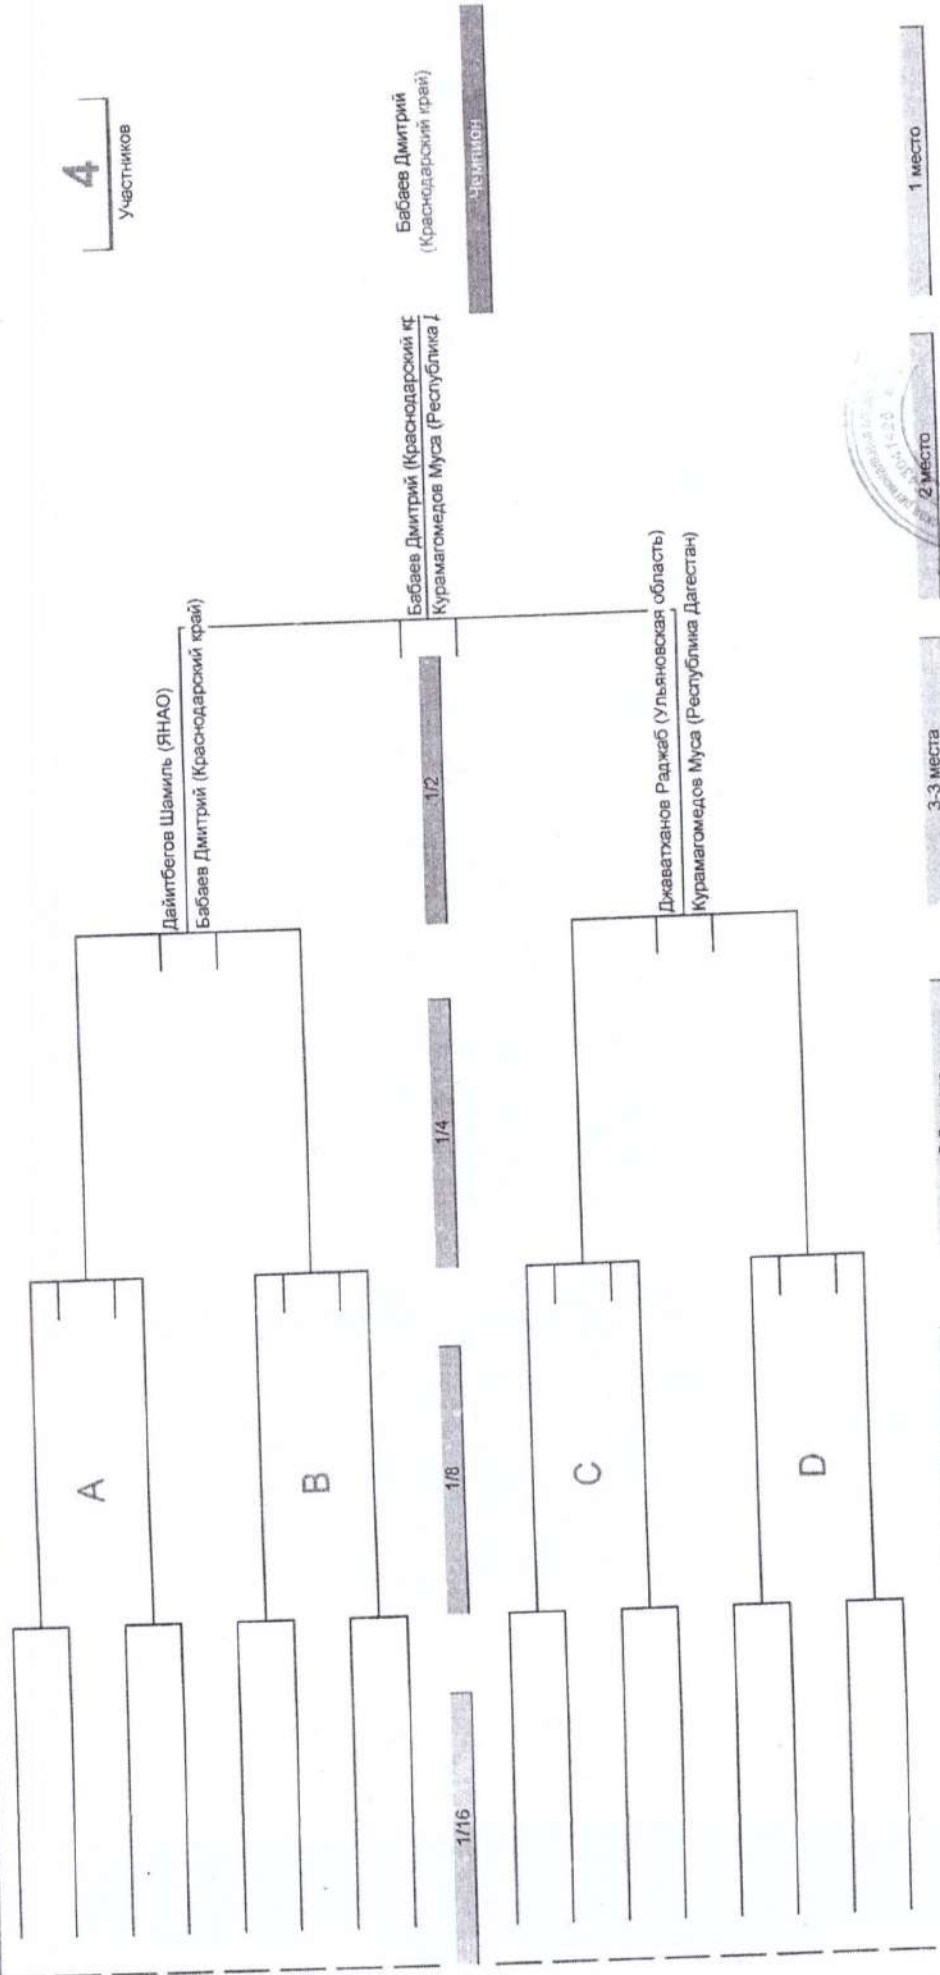 4
Участников
Дайитбегов Шамиль (ЯНАО)
Бабаев Дмитрий (Краснодарский край)
Бабаев Дмитрий (Краснодарский кр
Курамагомедов Муса (Республика Д
Бабаев Дмитрий
(Краснодарский край)
Чемпион
Джаватханов Раджаб (Ульяновская область)
Курамагомедов Муса (Республика Дагестан)
A
B
C
D
1/16
1/8
1/4
1/2
3-3 места
2 место
1 место